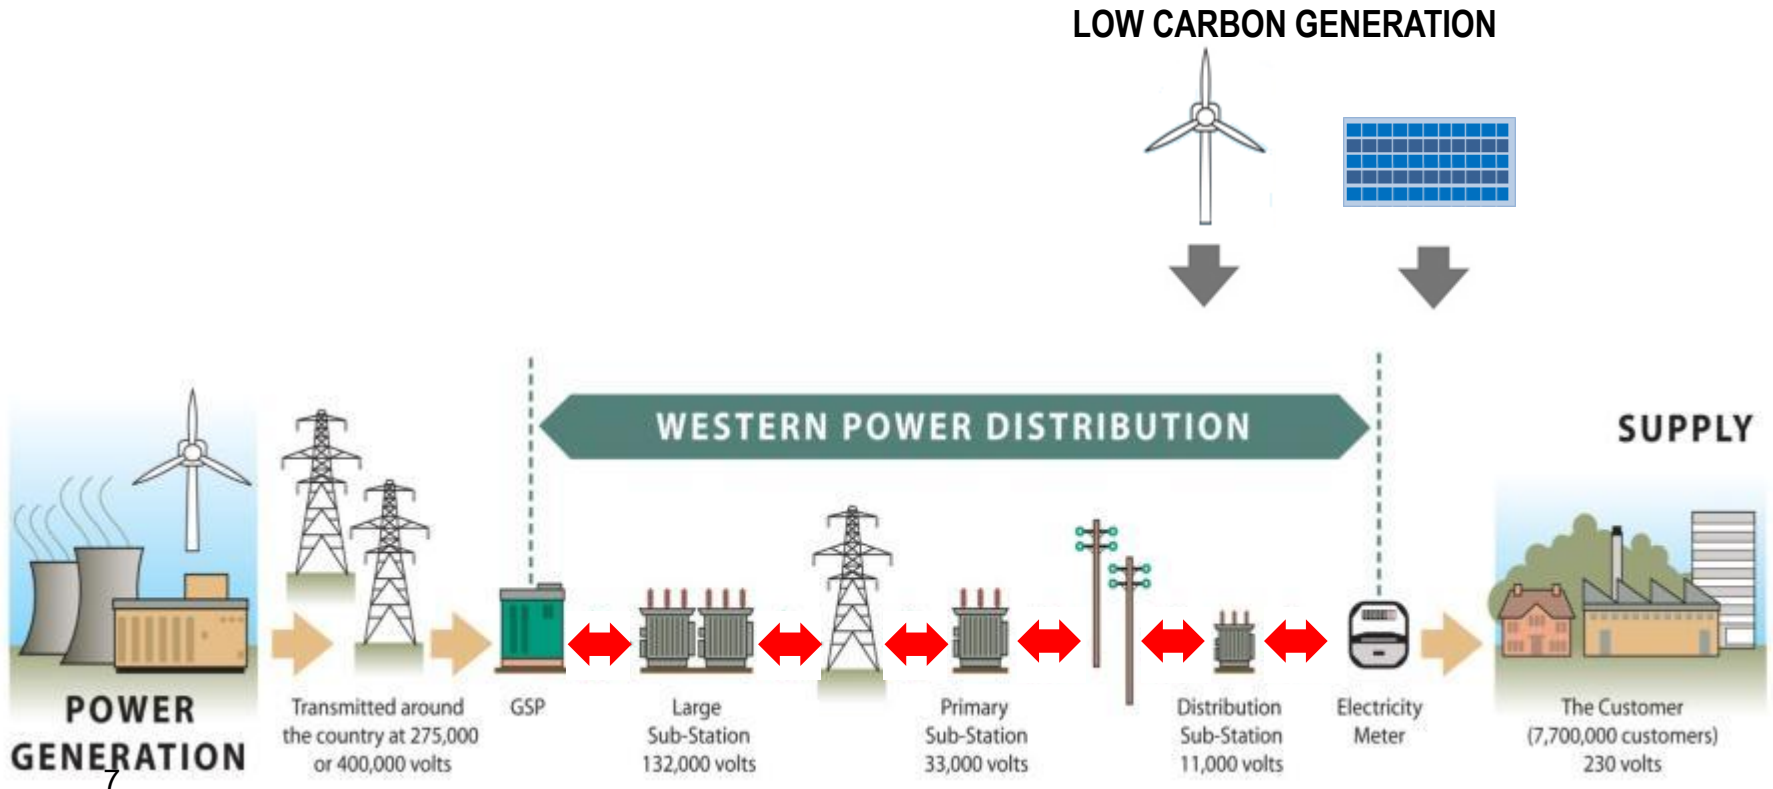 LOW CARBON GENERATION
WESTERN POWER DISTRIBUTION
SUPPLY
POWER
GENERATION
7
Transmitted around
the country at 275,000
or 400,000 volts
GSP
Large
Sub-Station
132,000 volts
Primary
Sub-Station
33,000 volts
Distribution
Sub-Station
11,000 volts
Electricity
Meter
The Customer
(7,700,000 customers)
230 volts